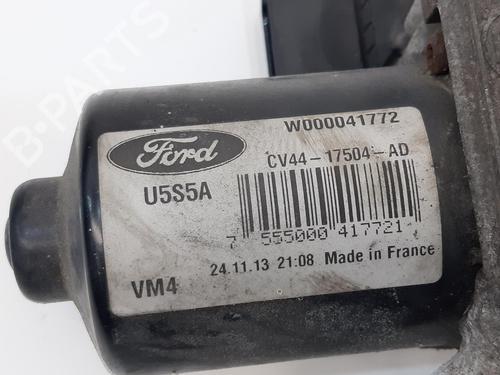 B-PARTS
W000041772
Ford
CV44-17504-AD
U5S5A
7 555000 417721
24.11.13 21:08 Made in France
VM4